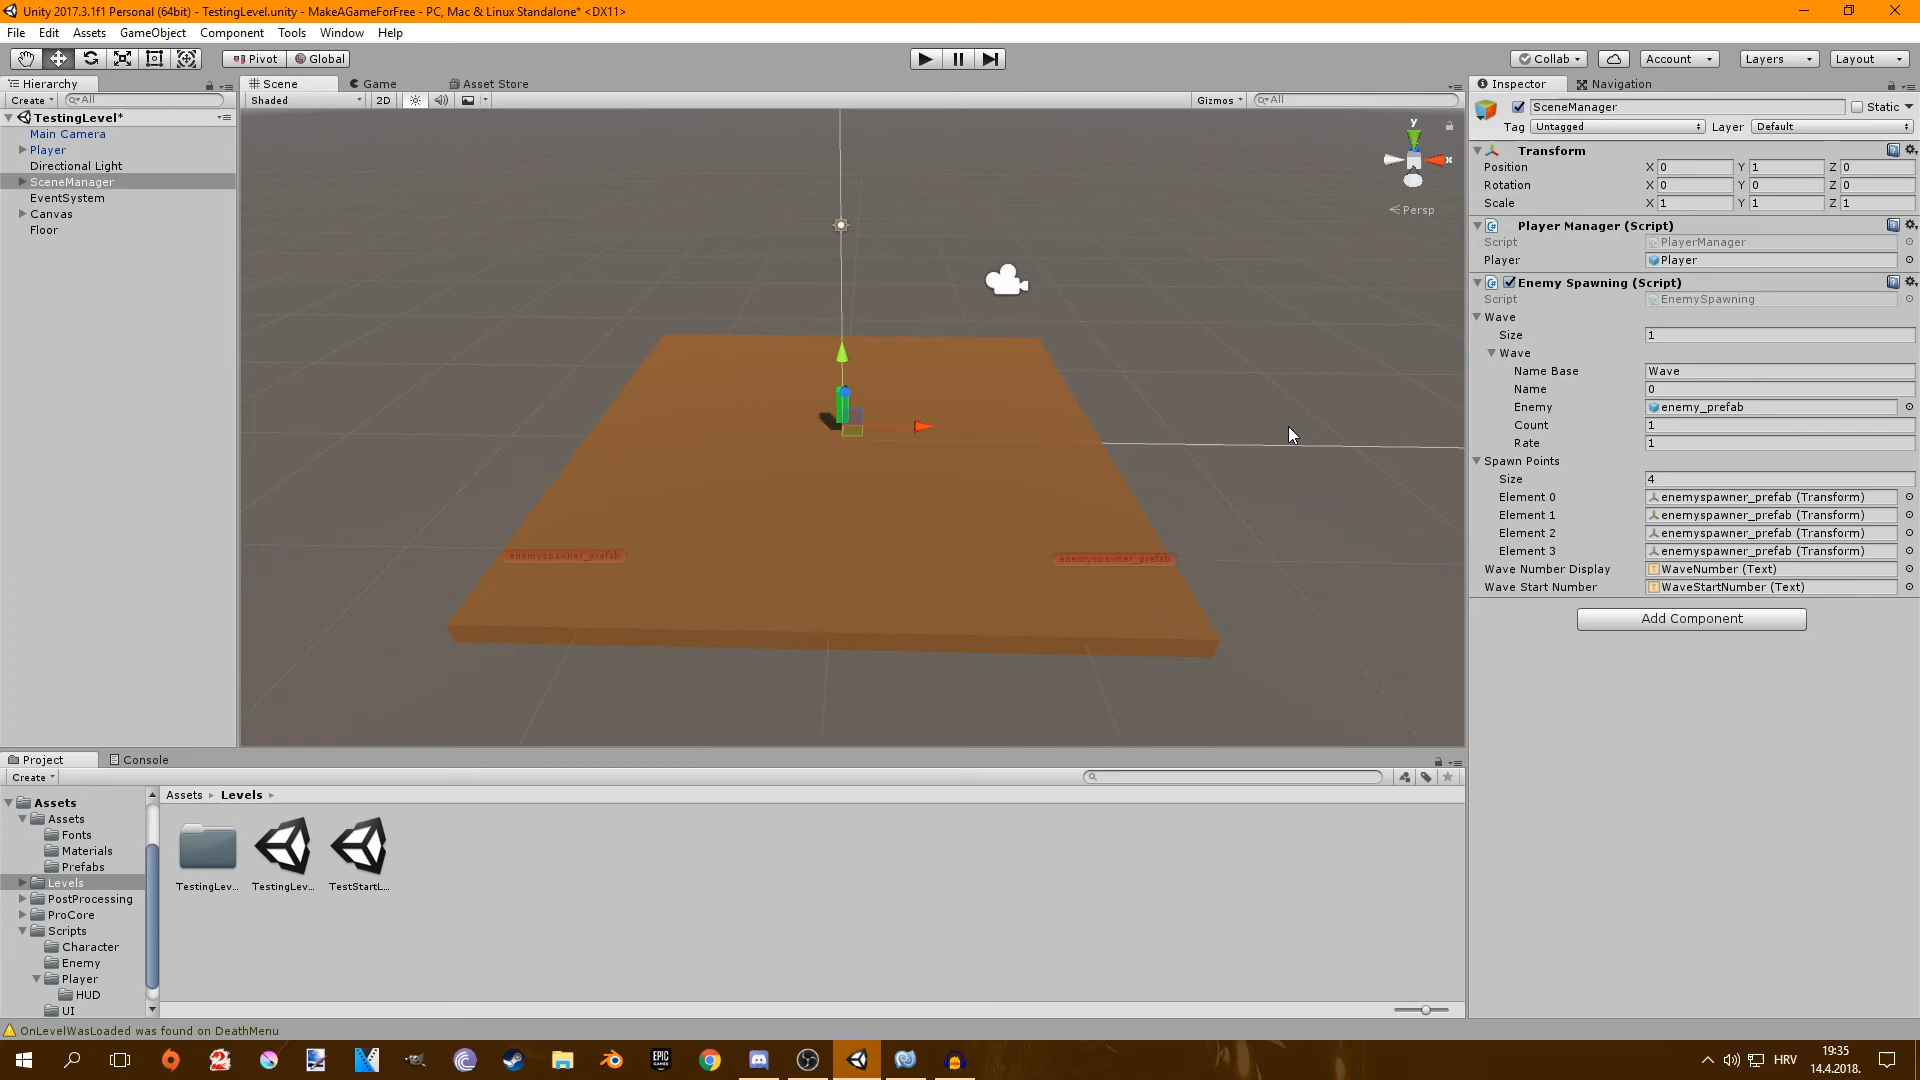 Unity 2017.3.1f1 Personal (64bit) - TestingLevel.unity - MakeAGameForFree - PC, Mac & Linux Standalone* <DX11>
File Edit Assets GameObject Component Tools Window Help
Pivot Global Collab Account Layers Layout
Hierarchy Scene Game Asset Store Inspector Navigation
Create All Shaded 2D Gizmos All SceneManager Static
TestingLevel* Tag Untagged Layer Default
Main Camera
Player
Directional Light
SceneManager
EventSystem
Canvas
Floor
y
x
Persp
Transform
Position X 0 Y 1 Z 0
Rotation X 0 Y 0 Z 0
Scale X 1 Y 1 Z 1
Player Manager (Script)
Script PlayerManager
Player Player
Enemy Spawning (Script)
Script EnemySpawning
Wave
Size 1
Wave
Name Base Wave
Name 0
Enemy enemy_prefab
Count 1
Rate 1
Spawn Points
Size 4
Element 0 enemyspawner_prefab (Transform)
Element 1 enemyspawner_prefab (Transform)
Element 2 enemyspawner_prefab (Transform)
Element 3 enemyspawner_prefab (Transform)
Wave Number Display WaveNumber (Text)
Wave Start Number WaveStartNumber (Text)
Add Component
enemyspawner_prefab enemyspawner_prefab
Project Console
Create
Assets
Assets
Fonts
Materials
Prefabs
Levels
PostProcessing
ProCore
Scripts
Character
Enemy
Player
HUD
UI
Assets Levels
TestingLev... TestingLev... TestStartL...
OnLevelWasLoaded was found on DeathMenu
EPIC GAMES
HRV
19:35
14.4.2018.